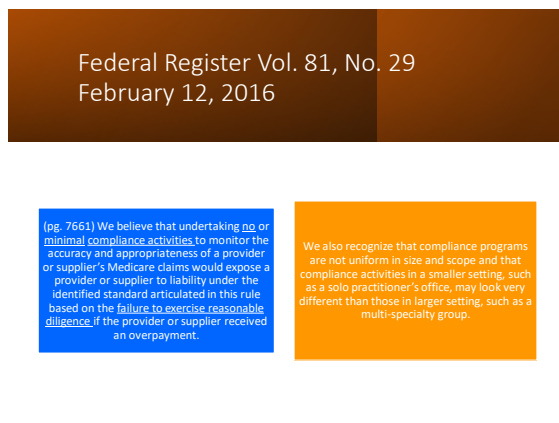 Federal Register Vol. 81, No. 29
February 12, 2016
(pg. 7661) We believe that undertaking no or
minimal compliance activities to monitor the
accuracy and appropriateness of a provider
or supplier's Medicare claims would expose a
provider or supplier to liability under the
identified standard articulated in this rule
based on the failure to exercise reasonable
diligence if the provider or supplier received
an overpayment.
We also recognize that compliance programs
are not uniform in size and scope and that
compliance activities in a smaller setting, such
as a solo practitioner's office, may look very
different than those in larger setting, such as a
multi-specialty group.